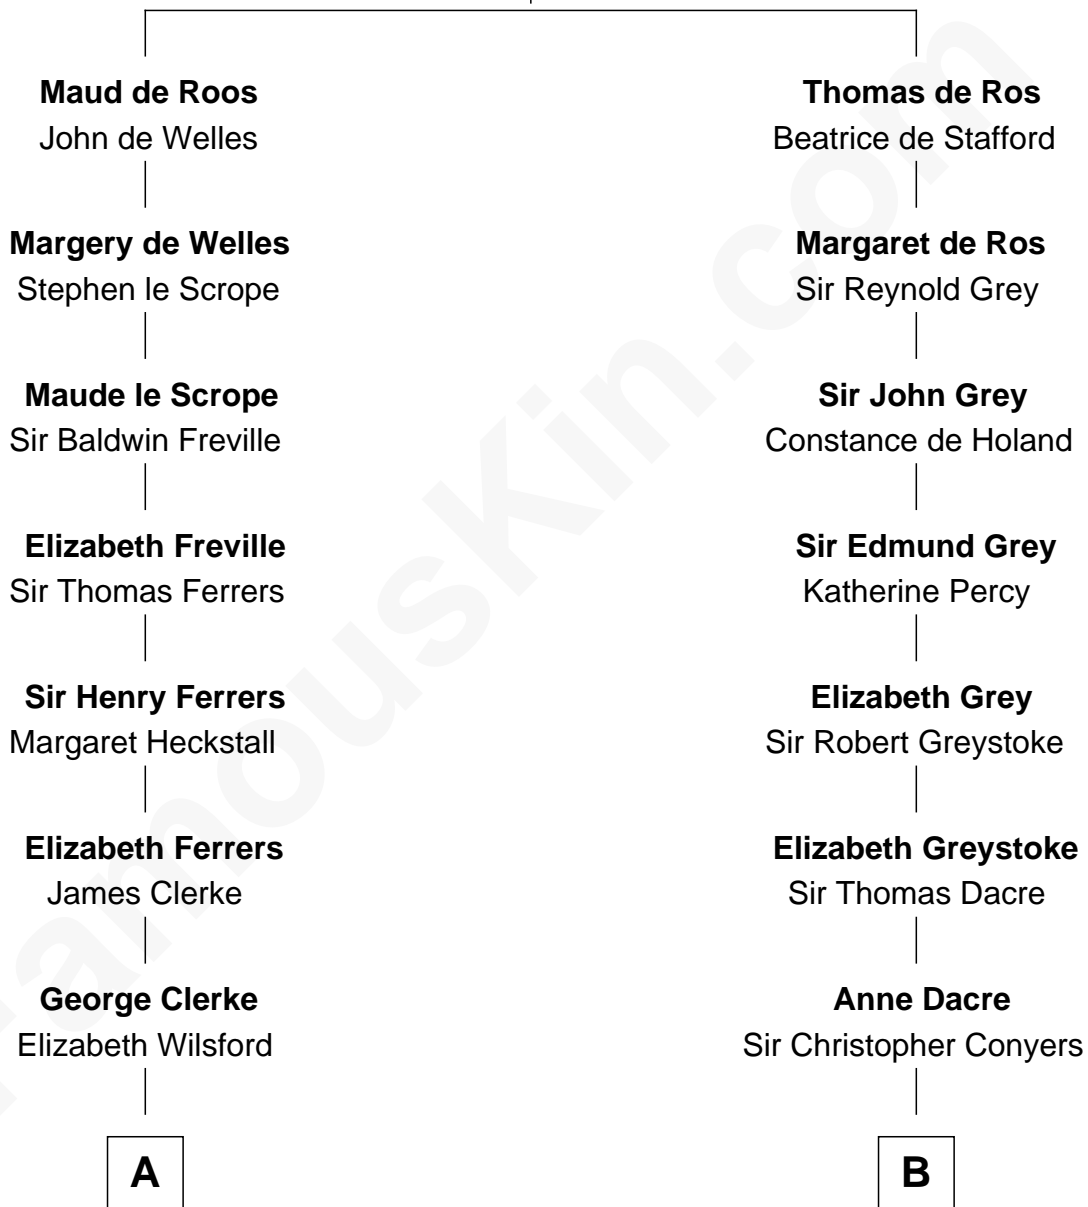 Maud de Roos
John de Welles
Margery de Welles
Stephen le Scrope
Maude le Scrope
Sir Baldwin Freville
Elizabeth Freville
Sir Thomas Ferrers
Sir Henry Ferrers
Margaret Heckstall
Elizabeth Ferrers
James Clerke
George Clerke
Elizabeth Wilsford
A
Thomas de Ros
Beatrice de Stafford
Margaret de Ros
Sir Reynold Grey
Sir John Grey
Constance de Holand
Sir Edmund Grey
Katherine Percy
Elizabeth Grey
Sir Robert Greystoke
Elizabeth Greystoke
Sir Thomas Dacre
Anne Dacre
Sir Christopher Conyers
B
FamousKin.com